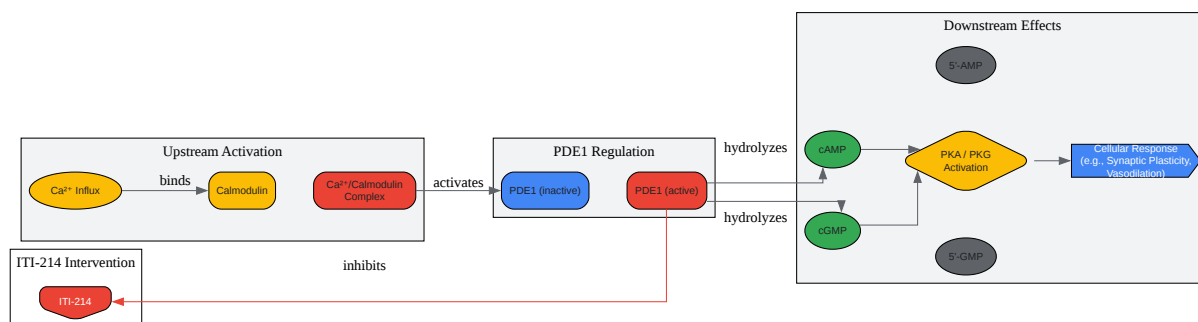 Downstream Effects
5'-AMP
Upstream Activation
PDE1 Regulation
hydrolyzes
cAMP
PKA / PKG
Activation
Cellular Response
(e.g., Synaptic Plasticity,
Vasodilation)
Ca²⁺ Influx
binds
Calmodulin
Ca²⁺/Calmodulin
Complex
activates
PDE1 (inactive)
PDE1 (active)
hydrolyzes
cGMP
5'-GMP
ITI-214 Intervention
inhibits
ITI-214